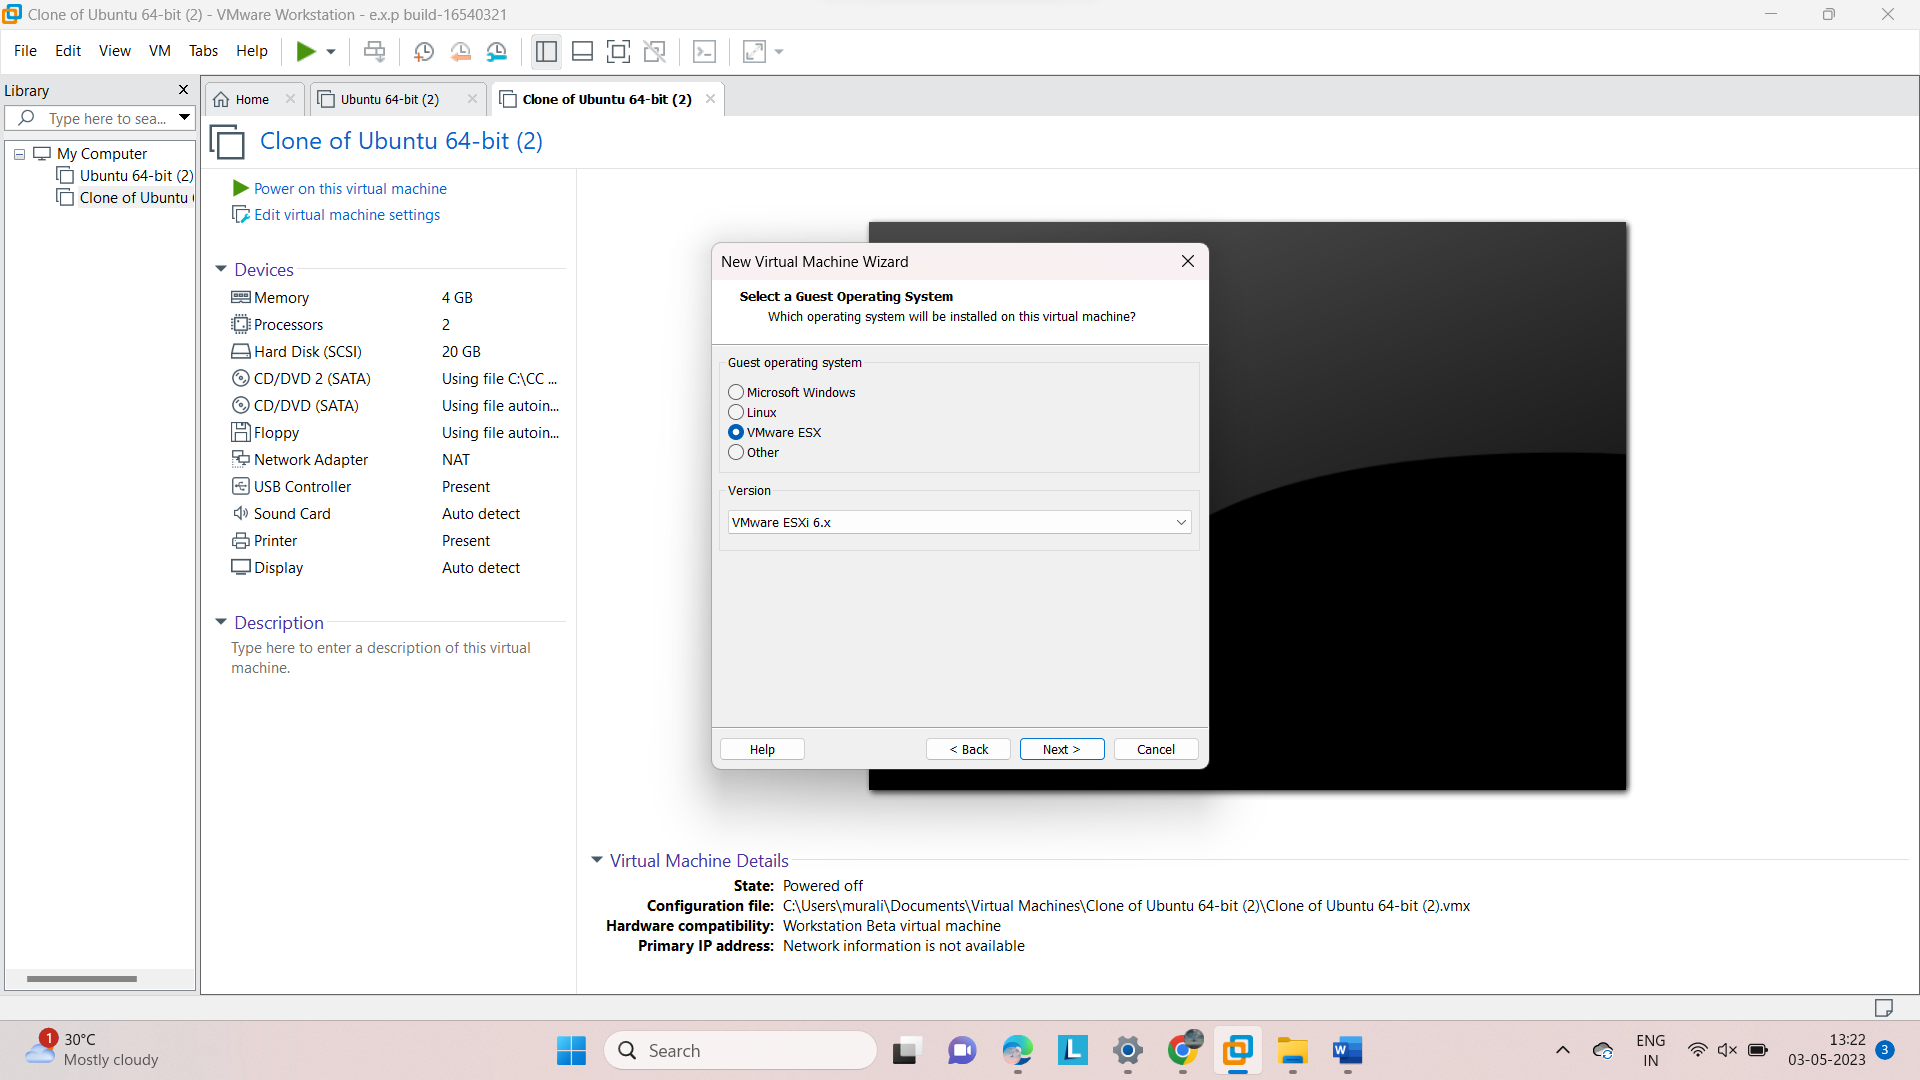 Clone of Ubuntu 64-bit (2) - VMware Workstation - e.x.p build-16540321
File Edit View VM Tabs Help
Library
Type here to sea...
My Computer
Ubuntu 64-bit (2)
Clone of Ubuntu 6
Home
Ubuntu 64-bit (2)
Clone of Ubuntu 64-bit (2)
Clone of Ubuntu 64-bit (2)
Power on this virtual machine
Edit virtual machine settings
Devices
Memory 4 GB
Processors 2
Hard Disk (SCSI) 20 GB
CD/DVD 2 (SATA) Using file C:\CC ...
CD/DVD (SATA) Using file autoin...
Floppy Using file autoin...
Network Adapter NAT
USB Controller Present
Sound Card Auto detect
Printer Present
Display Auto detect
Description
Type here to enter a description of this virtual
machine.
New Virtual Machine Wizard
Select a Guest Operating System
Which operating system will be installed on this virtual machine?
Guest operating system
Microsoft Windows
Linux
VMware ESX
Other
Version
VMware ESXi 6.x
Help
< Back
Next >
Cancel
Virtual Machine Details
State: Powered off
Configuration file: C:\Users\murali\Documents\Virtual Machines\Clone of Ubuntu 64-bit (2)\Clone of Ubuntu 64-bit (2).vmx
Hardware compatibility: Workstation Beta virtual machine
Primary IP address: Network information is not available
1
30°C
Mostly cloudy
Search
L
W
ENG
IN
13:22
03-05-2023
3